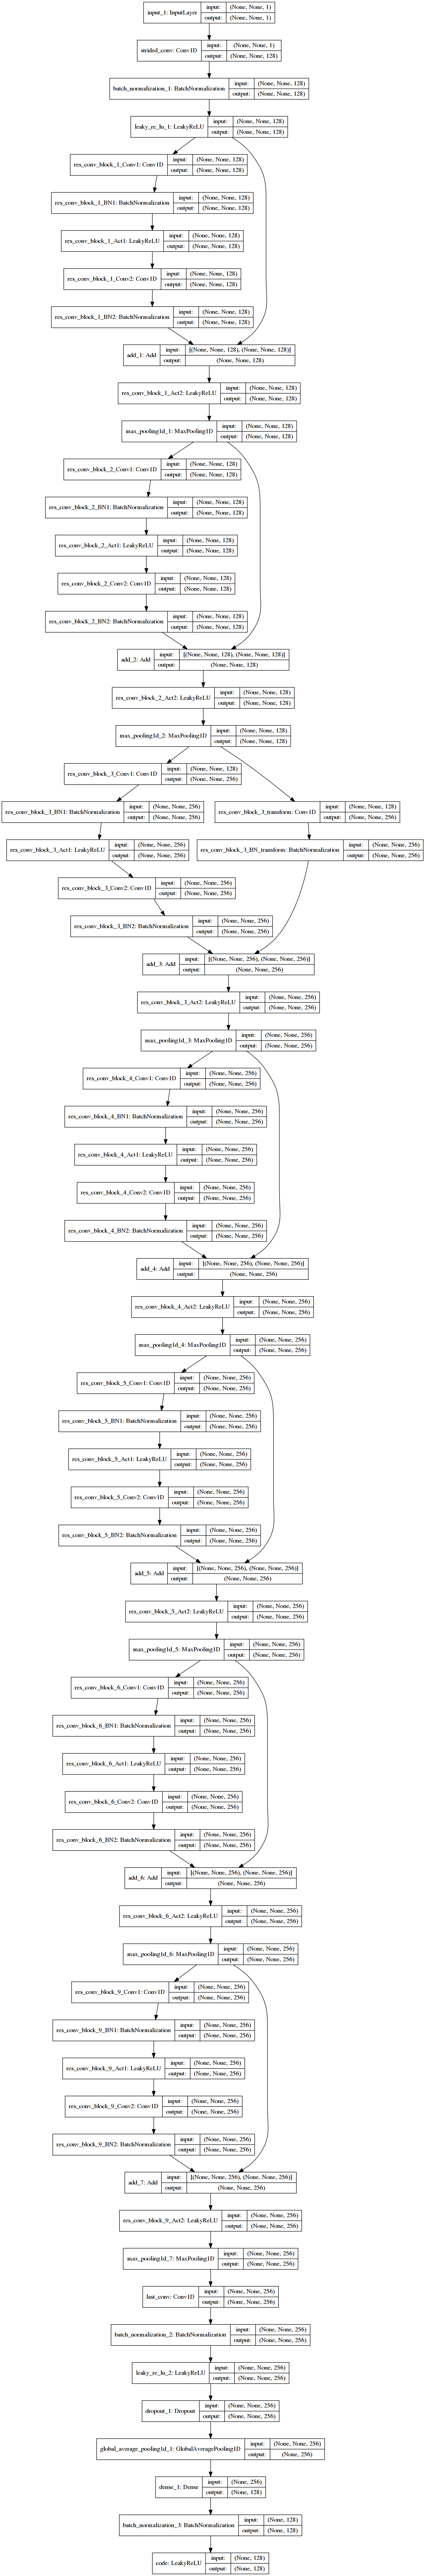 input_1: InputLayer input: (None, None, 1)
output: (None, None, 1)
strided_conv: Conv1D input: (None, None, 1)
output: (None, None, 128)
batch_normalization_1: BatchNormalization input: (None, None, 128)
output: (None, None, 128)
leaky_re_lu_1: LeakyReLU input: (None, None, 128)
output: (None, None, 128)
res_conv_block_1_Conv1: Conv1D input: (None, None, 128)
output: (None, None, 128)
res_conv_block_1_BN1: BatchNormalization input: (None, None, 128)
output: (None, None, 128)
res_conv_block_1_Act1: LeakyReLU input: (None, None, 128)
output: (None, None, 128)
res_conv_block_1_Conv2: Conv1D input: (None, None, 128)
output: (None, None, 128)
res_conv_block_1_BN2: BatchNormalization input: (None, None, 128)
output: (None, None, 128)
add_1: Add input: [(None, None, 128), (None, None, 128)]
output: (None, None, 128)
res_conv_block_1_Act2: LeakyReLU input: (None, None, 128)
output: (None, None, 128)
max_pooling1d_1: MaxPooling1D input: (None, None, 128)
output: (None, None, 128)
res_conv_block_2_Conv1: Conv1D input: (None, None, 128)
output: (None, None, 128)
res_conv_block_2_BN1: BatchNormalization input: (None, None, 128)
output: (None, None, 128)
res_conv_block_2_Act1: LeakyReLU input: (None, None, 128)
output: (None, None, 128)
res_conv_block_2_Conv2: Conv1D input: (None, None, 128)
output: (None, None, 128)
res_conv_block_2_BN2: BatchNormalization input: (None, None, 128)
output: (None, None, 128)
add_2: Add input: [(None, None, 128), (None, None, 128)]
output: (None, None, 128)
res_conv_block_2_Act2: LeakyReLU input: (None, None, 128)
output: (None, None, 128)
max_pooling1d_2: MaxPooling1D input: (None, None, 128)
output: (None, None, 128)
res_conv_block_3_Conv1: Conv1D input: (None, None, 128)
output: (None, None, 256)
res_conv_block_3_BN1: BatchNormalization input: (None, None, 256)
output: (None, None, 256)
res_conv_block_3_transform: Conv1D input: (None, None, 128)
output: (None, None, 256)
res_conv_block_3_Act1: LeakyReLU input: (None, None, 256)
output: (None, None, 256)
res_conv_block_3_BN_transform: BatchNormalization input: (None, None, 256)
output: (None, None, 256)
res_conv_block_3_Conv2: Conv1D input: (None, None, 256)
output: (None, None, 256)
res_conv_block_3_BN2: BatchNormalization input: (None, None, 256)
output: (None, None, 256)
add_3: Add input: [(None, None, 256), (None, None, 256)]
output: (None, None, 256)
res_conv_block_3_Act2: LeakyReLU input: (None, None, 256)
output: (None, None, 256)
max_pooling1d_3: MaxPooling1D input: (None, None, 256)
output: (None, None, 256)
res_conv_block_4_Conv1: Conv1D input: (None, None, 256)
output: (None, None, 256)
res_conv_block_4_BN1: BatchNormalization input: (None, None, 256)
output: (None, None, 256)
res_conv_block_4_Act1: LeakyReLU input: (None, None, 256)
output: (None, None, 256)
res_conv_block_4_Conv2: Conv1D input: (None, None, 256)
output: (None, None, 256)
res_conv_block_4_BN2: BatchNormalization input: (None, None, 256)
output: (None, None, 256)
add_4: Add input: [(None, None, 256), (None, None, 256)]
output: (None, None, 256)
res_conv_block_4_Act2: LeakyReLU input: (None, None, 256)
output: (None, None, 256)
max_pooling1d_4: MaxPooling1D input: (None, None, 256)
output: (None, None, 256)
res_conv_block_5_Conv1: Conv1D input: (None, None, 256)
output: (None, None, 256)
res_conv_block_5_BN1: BatchNormalization input: (None, None, 256)
output: (None, None, 256)
res_conv_block_5_Act1: LeakyReLU input: (None, None, 256)
output: (None, None, 256)
res_conv_block_5_Conv2: Conv1D input: (None, None, 256)
output: (None, None, 256)
res_conv_block_5_BN2: BatchNormalization input: (None, None, 256)
output: (None, None, 256)
add_5: Add input: [(None, None, 256), (None, None, 256)]
output: (None, None, 256)
res_conv_block_5_Act2: LeakyReLU input: (None, None, 256)
output: (None, None, 256)
max_pooling1d_5: MaxPooling1D input: (None, None, 256)
output: (None, None, 256)
res_conv_block_6_Conv1: Conv1D input: (None, None, 256)
output: (None, None, 256)
res_conv_block_6_BN1: BatchNormalization input: (None, None, 256)
output: (None, None, 256)
res_conv_block_6_Act1: LeakyReLU input: (None, None, 256)
output: (None, None, 256)
res_conv_block_6_Conv2: Conv1D input: (None, None, 256)
output: (None, None, 256)
res_conv_block_6_BN2: BatchNormalization input: (None, None, 256)
output: (None, None, 256)
add_6: Add input: [(None, None, 256), (None, None, 256)]
output: (None, None, 256)
res_conv_block_6_Act2: LeakyReLU input: (None, None, 256)
output: (None, None, 256)
max_pooling1d_6: MaxPooling1D input: (None, None, 256)
output: (None, None, 256)
res_conv_block_9_Conv1: Conv1D input: (None, None, 256)
output: (None, None, 256)
res_conv_block_9_BN1: BatchNormalization input: (None, None, 256)
output: (None, None, 256)
res_conv_block_9_Act1: LeakyReLU input: (None, None, 256)
output: (None, None, 256)
res_conv_block_9_Conv2: Conv1D input: (None, None, 256)
output: (None, None, 256)
res_conv_block_9_BN2: BatchNormalization input: (None, None, 256)
output: (None, None, 256)
add_7: Add input: [(None, None, 256), (None, None, 256)]
output: (None, None, 256)
res_conv_block_9_Act2: LeakyReLU input: (None, None, 256)
output: (None, None, 256)
max_pooling1d_7: MaxPooling1D input: (None, None, 256)
output: (None, None, 256)
last_conv: Conv1D input: (None, None, 256)
output: (None, None, 256)
batch_normalization_2: BatchNormalization input: (None, None, 256)
output: (None, None, 256)
leaky_re_lu_2: LeakyReLU input: (None, None, 256)
output: (None, None, 256)
dropout_1: Dropout input: (None, None, 256)
output: (None, None, 256)
global_average_pooling1d_1: GlobalAveragePooling1D input: (None, None, 256)
output: (None, 256)
dense_1: Dense input: (None, 256)
output: (None, 128)
batch_normalization_3: BatchNormalization input: (None, 128)
output: (None, 128)
code: LeakyReLU input: (None, 128)
output: (None, 128)